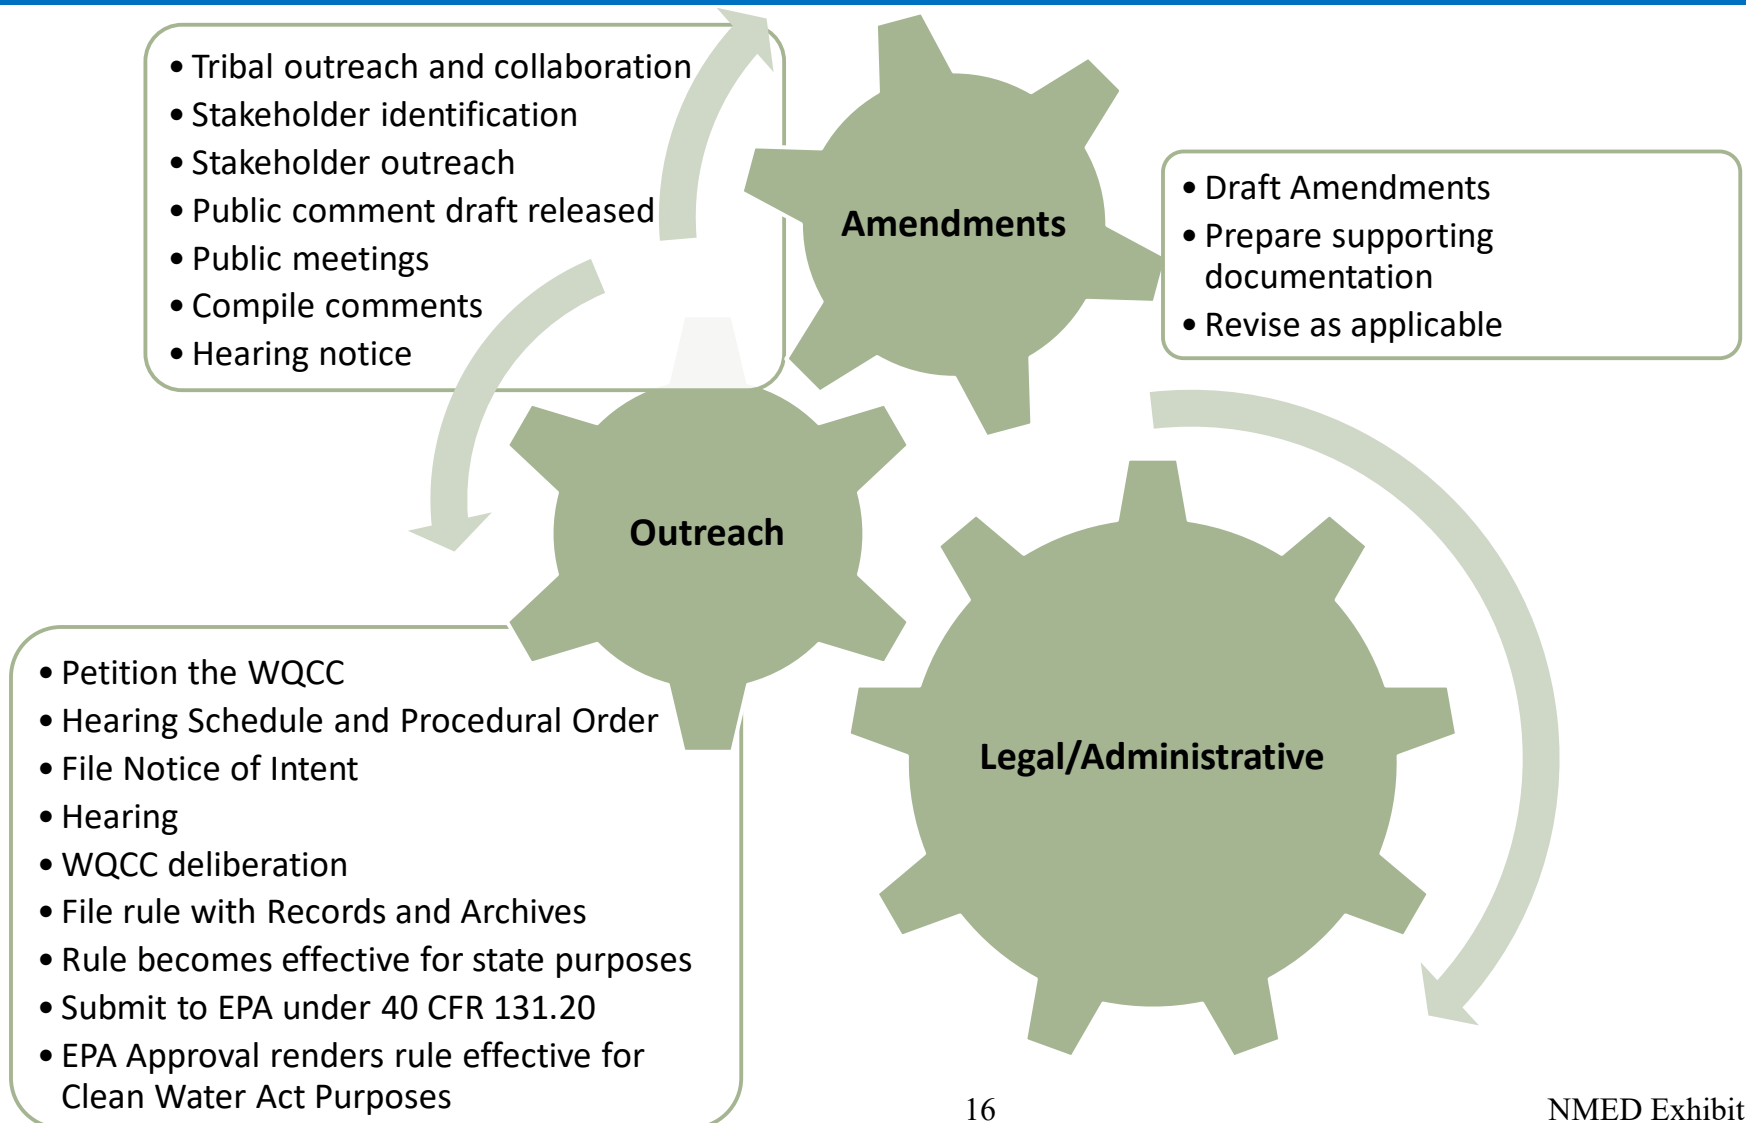 • Tribal outreach and collaboration
• Stakeholder identification
• Stakeholder outreach
• Public comment draft released
• Public meetings
• Compile comments
• Hearing notice
Amendments
• Draft Amendments
• Prepare supporting
documentation
• Revise as applicable
Outreach
• Petition the WQCC
• Hearing Schedule and Procedural Order
• File Notice of Intent
• Hearing
• WQCC deliberation
• File rule with Records and Archives
• Rule becomes effective for state purposes
• Submit to EPA under 40 CFR 131.20
• EPA Approval renders rule effective for
Clean Water Act Purposes
Legal/Administrative
16
NMED Exhibit